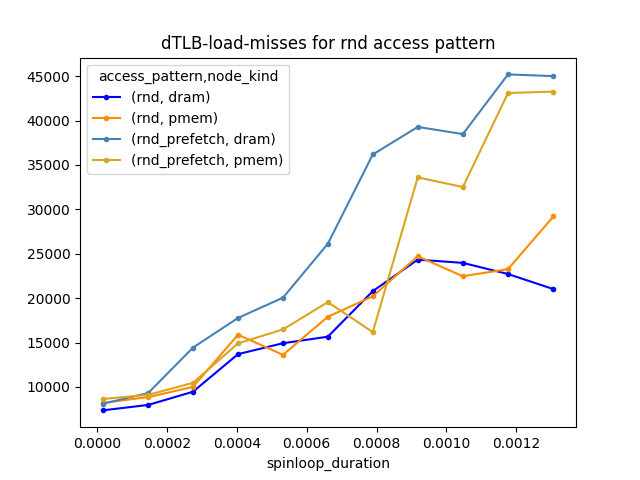 dTLB-load-misses for rnd access pattern
access_pattern,node_kind
(rnd, dram)
(rnd, pmem)
(rnd_prefetch, dram)
(rnd_prefetch, pmem)
45000
40000
35000
30000
25000
20000
15000
10000
0.0000 0.0002 0.0004 0.0006 0.0008 0.0010 0.0012
spinloop_duration